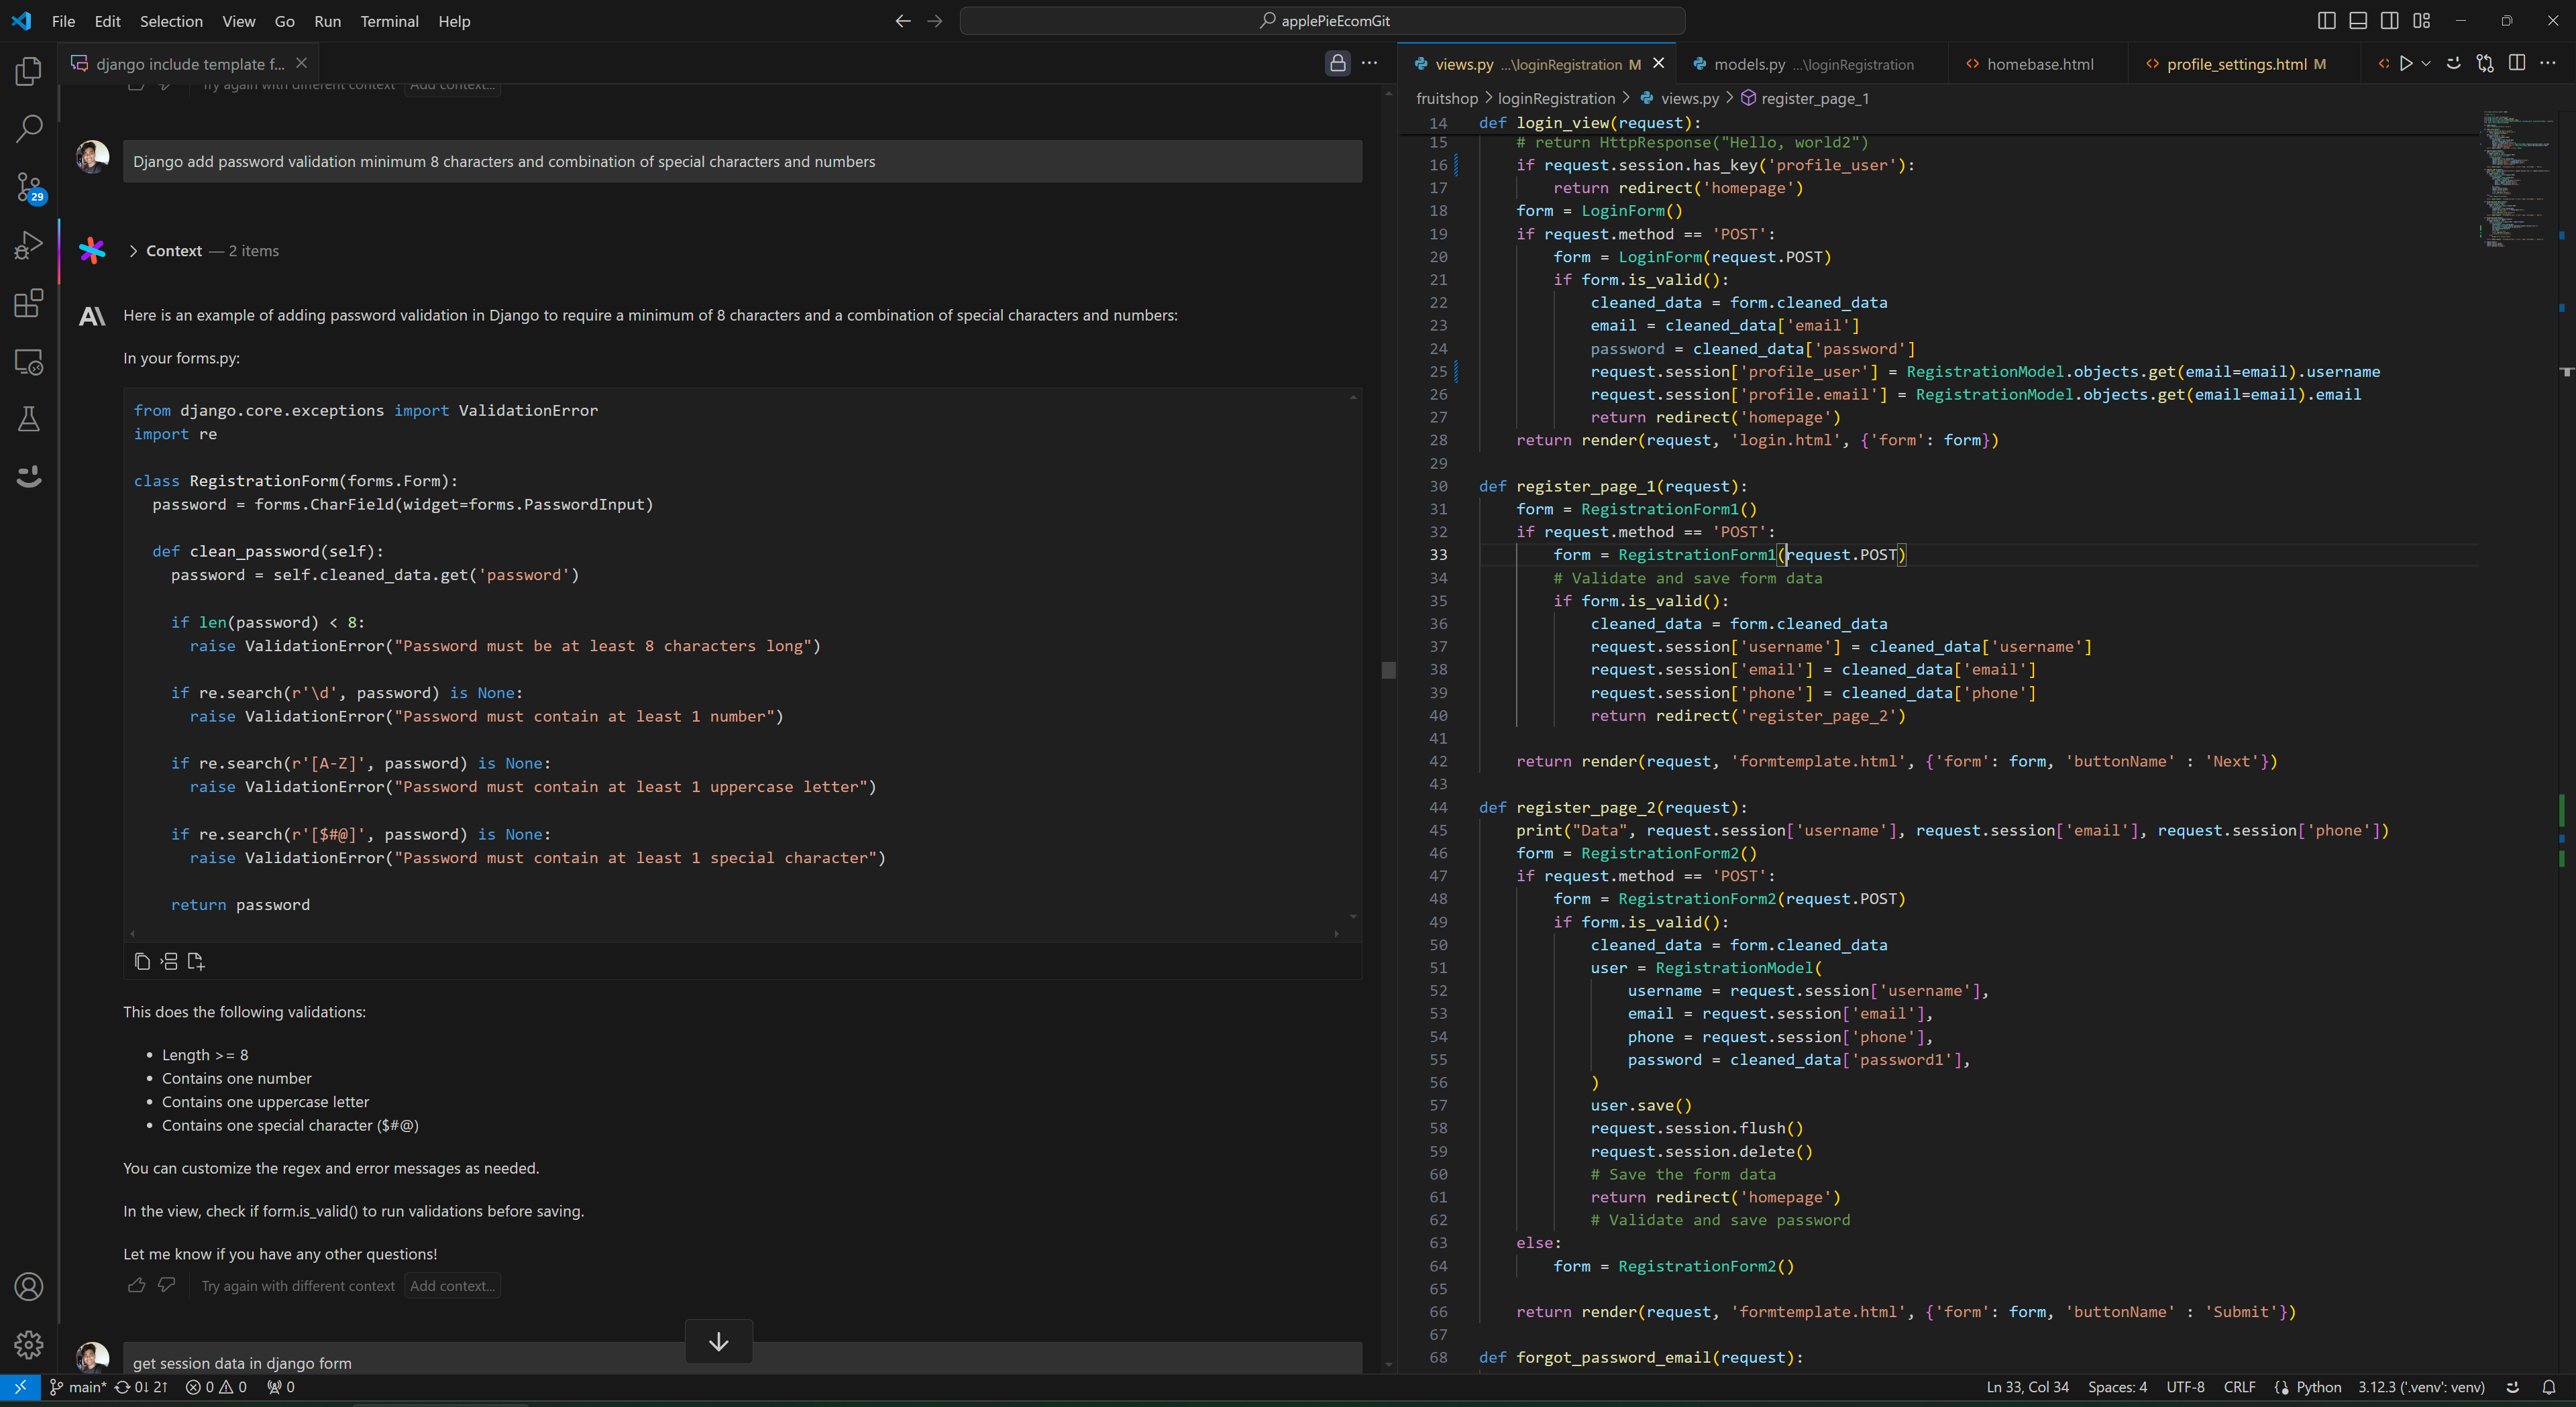 File Edit Selection View Go Run Terminal Help
applePieEcomGit
django include template f...
Try again with different context Add context...
Django add password validation minimum 8 characters and combination of special characters and numbers
29
Context — 2 items
Here is an example of adding password validation in Django to require a minimum of 8 characters and a combination of special characters and numbers:
In your forms.py:
from django.core.exceptions import ValidationError
import re
class RegistrationForm(forms.Form):
password = forms.CharField(widget=forms.PasswordInput)
def clean_password(self):
password = self.cleaned_data.get('password')
if len(password) < 8:
raise ValidationError("Password must be at least 8 characters long")
if re.search(r'\d', password) is None:
raise ValidationError("Password must contain at least 1 number")
if re.search(r'[A-Z]', password) is None:
raise ValidationError("Password must contain at least 1 uppercase letter")
if re.search(r'[$#@]', password) is None:
raise ValidationError("Password must contain at least 1 special character")
return password
This does the following validations:
• Length >= 8
• Contains one number
• Contains one uppercase letter
• Contains one special character ($#@)
You can customize the regex and error messages as needed.
In the view, check if form.is_valid() to run validations before saving.
Let me know if you have any other questions!
Try again with different context Add context...
get session data in django form
views.py ...\loginRegistration M
models.py ...\loginRegistration
homebase.html
profile_settings.html M
fruitshop > loginRegistration > views.py > register_page_1
14 def login_view(request):
15 # return HttpResponse("Hello, world2")
16 if request.session.has_key('profile_user'):
17 return redirect('homepage')
18 form = LoginForm()
19 if request.method == 'POST':
20 form = LoginForm(request.POST)
21 if form.is_valid():
22 cleaned_data = form.cleaned_data
23 email = cleaned_data['email']
24 password = cleaned_data['password']
25 request.session['profile_user'] = RegistrationModel.objects.get(email=email).username
26 request.session['profile.email'] = RegistrationModel.objects.get(email=email).email
27 return redirect('homepage')
28 return render(request, 'login.html', {'form': form})
29
30 def register_page_1(request):
31 form = RegistrationForm1()
32 if request.method == 'POST':
33 form = RegistrationForm1(request.POST)
34 # Validate and save form data
35 if form.is_valid():
36 cleaned_data = form.cleaned_data
37 request.session['username'] = cleaned_data['username']
38 request.session['email'] = cleaned_data['email']
39 request.session['phone'] = cleaned_data['phone']
40 return redirect('register_page_2')
41
42 return render(request, 'formtemplate.html', {'form': form, 'buttonName' : 'Next'})
43
44 def register_page_2(request):
45 print("Data", request.session['username'], request.session['email'], request.session['phone'])
46 form = RegistrationForm2()
47 if request.method == 'POST':
48 form = RegistrationForm2(request.POST)
49 if form.is_valid():
50 cleaned_data = form.cleaned_data
51 user = RegistrationModel(
52 username = request.session['username'],
53 email = request.session['email'],
54 phone = request.session['phone'],
55 password = cleaned_data['password1'],
56 )
57 user.save()
58 request.session.flush()
59 request.session.delete()
60 # Save the form data
61 return redirect('homepage')
62 # Validate and save password
63 else:
64 form = RegistrationForm2()
65
66 return render(request, 'formtemplate.html', {'form': form, 'buttonName' : 'Submit'})
67
68 def forgot_password_email(request):
main* 0↓ 2↑ 0 0 0
Ln 33, Col 34 Spaces: 4 UTF-8 CRLF Python 3.12.3 ('.venv': venv)